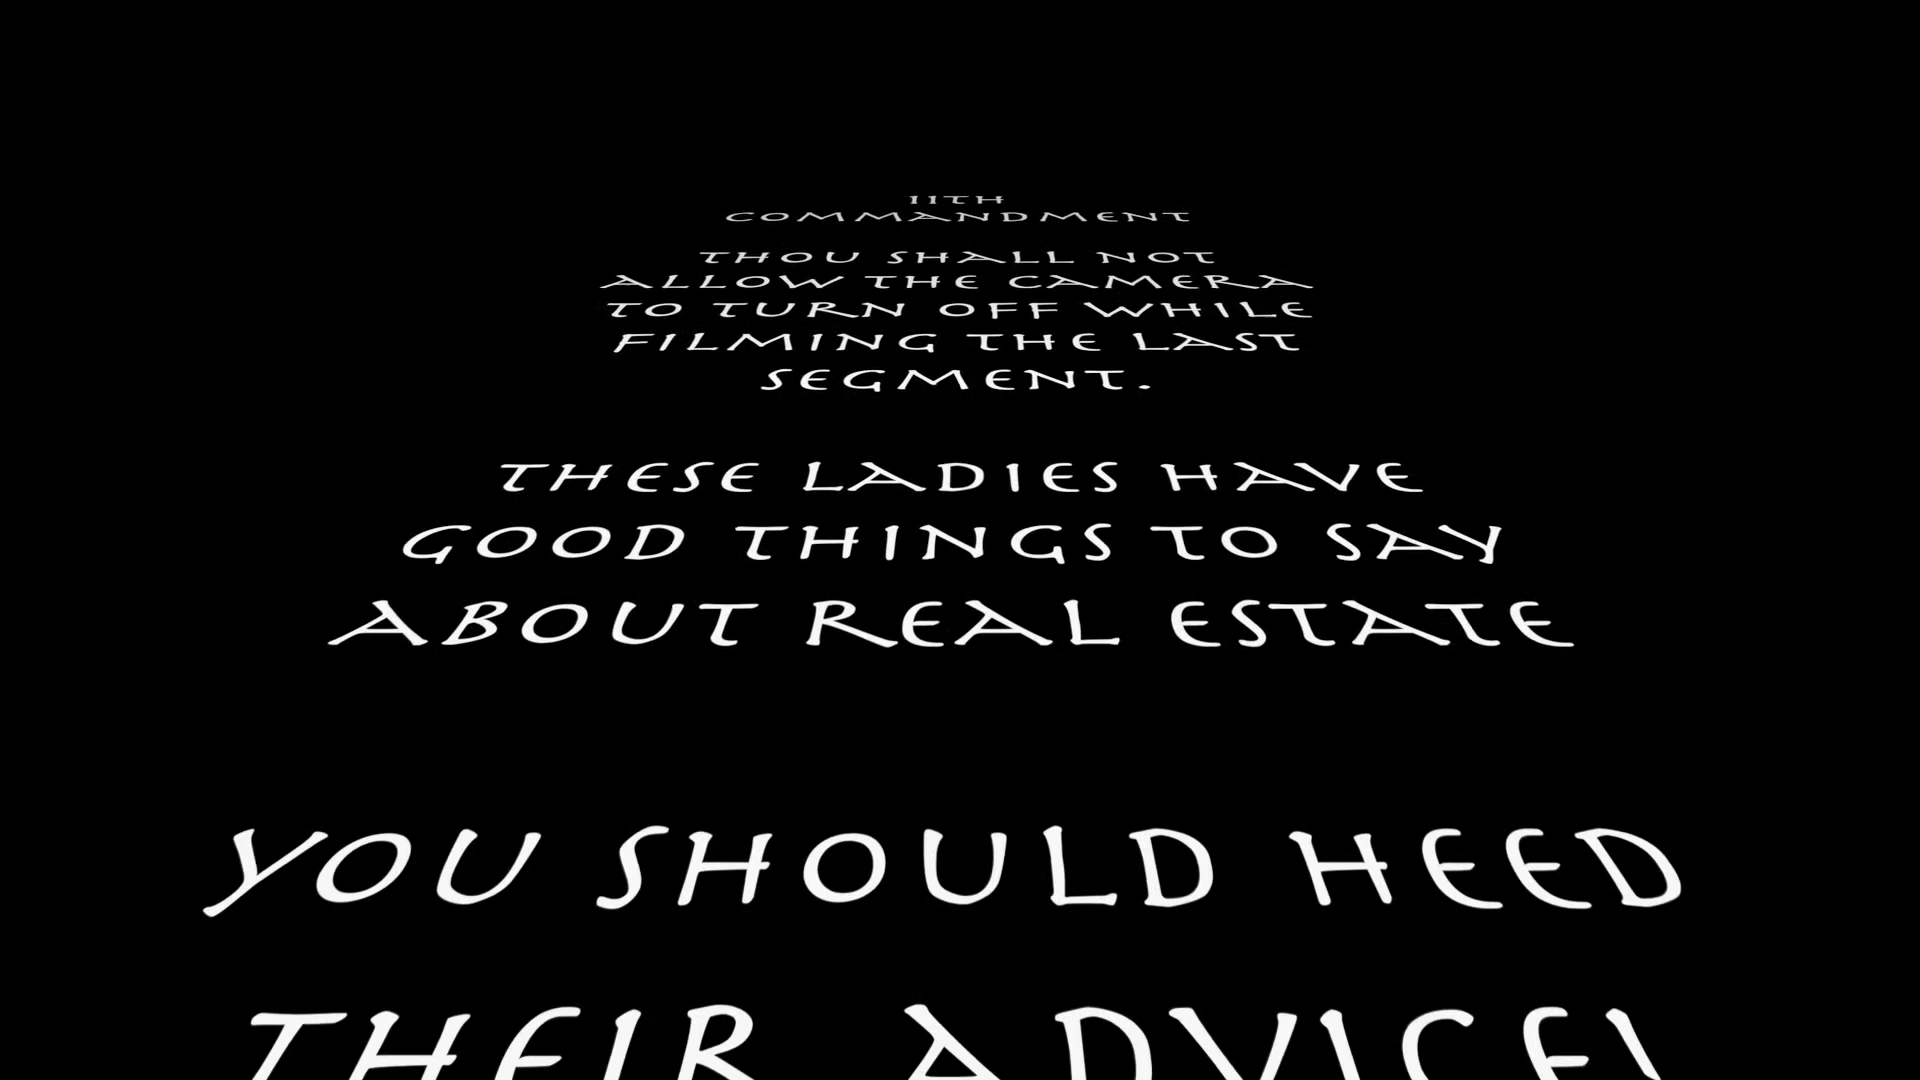 11TH
COMMANDMENT
THOU SHALL NOT
ALLOW THE CAMERA
TO TURN OFF WHILE
FILMING THE LAST
SEGMENT.
THESE LADIES HAVE
GOOD THINGS TO SAY
ABOUT REAL ESTATE
YOU SHOULD HEED
THEIR ADVICE!